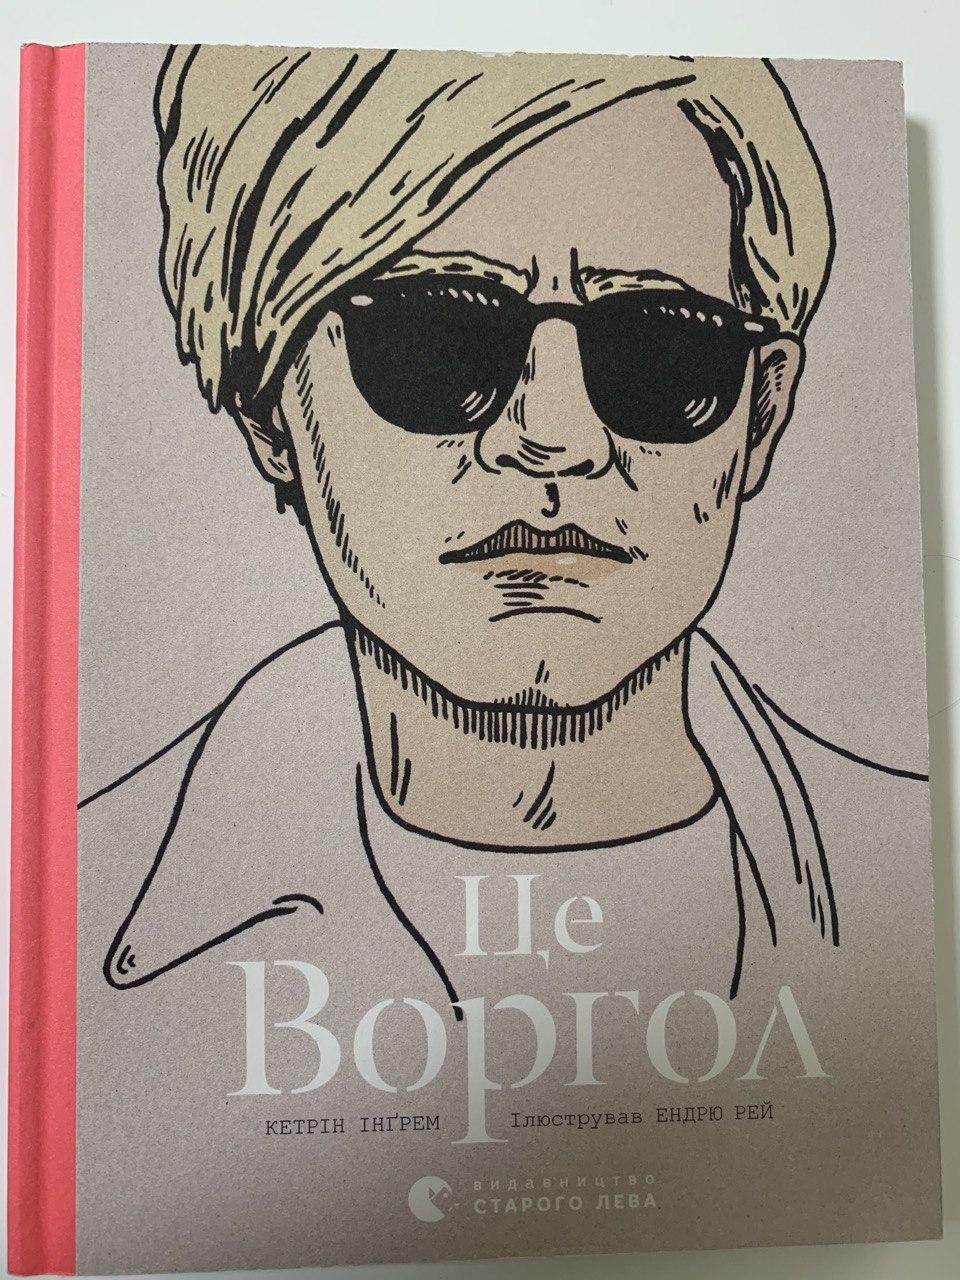 Це
Воргол
КЕТРІН ІНҐРЕМ Ілюстрував ЕНДРЮ РЕЙ
видавництво
СТАРОГО ЛЕВА